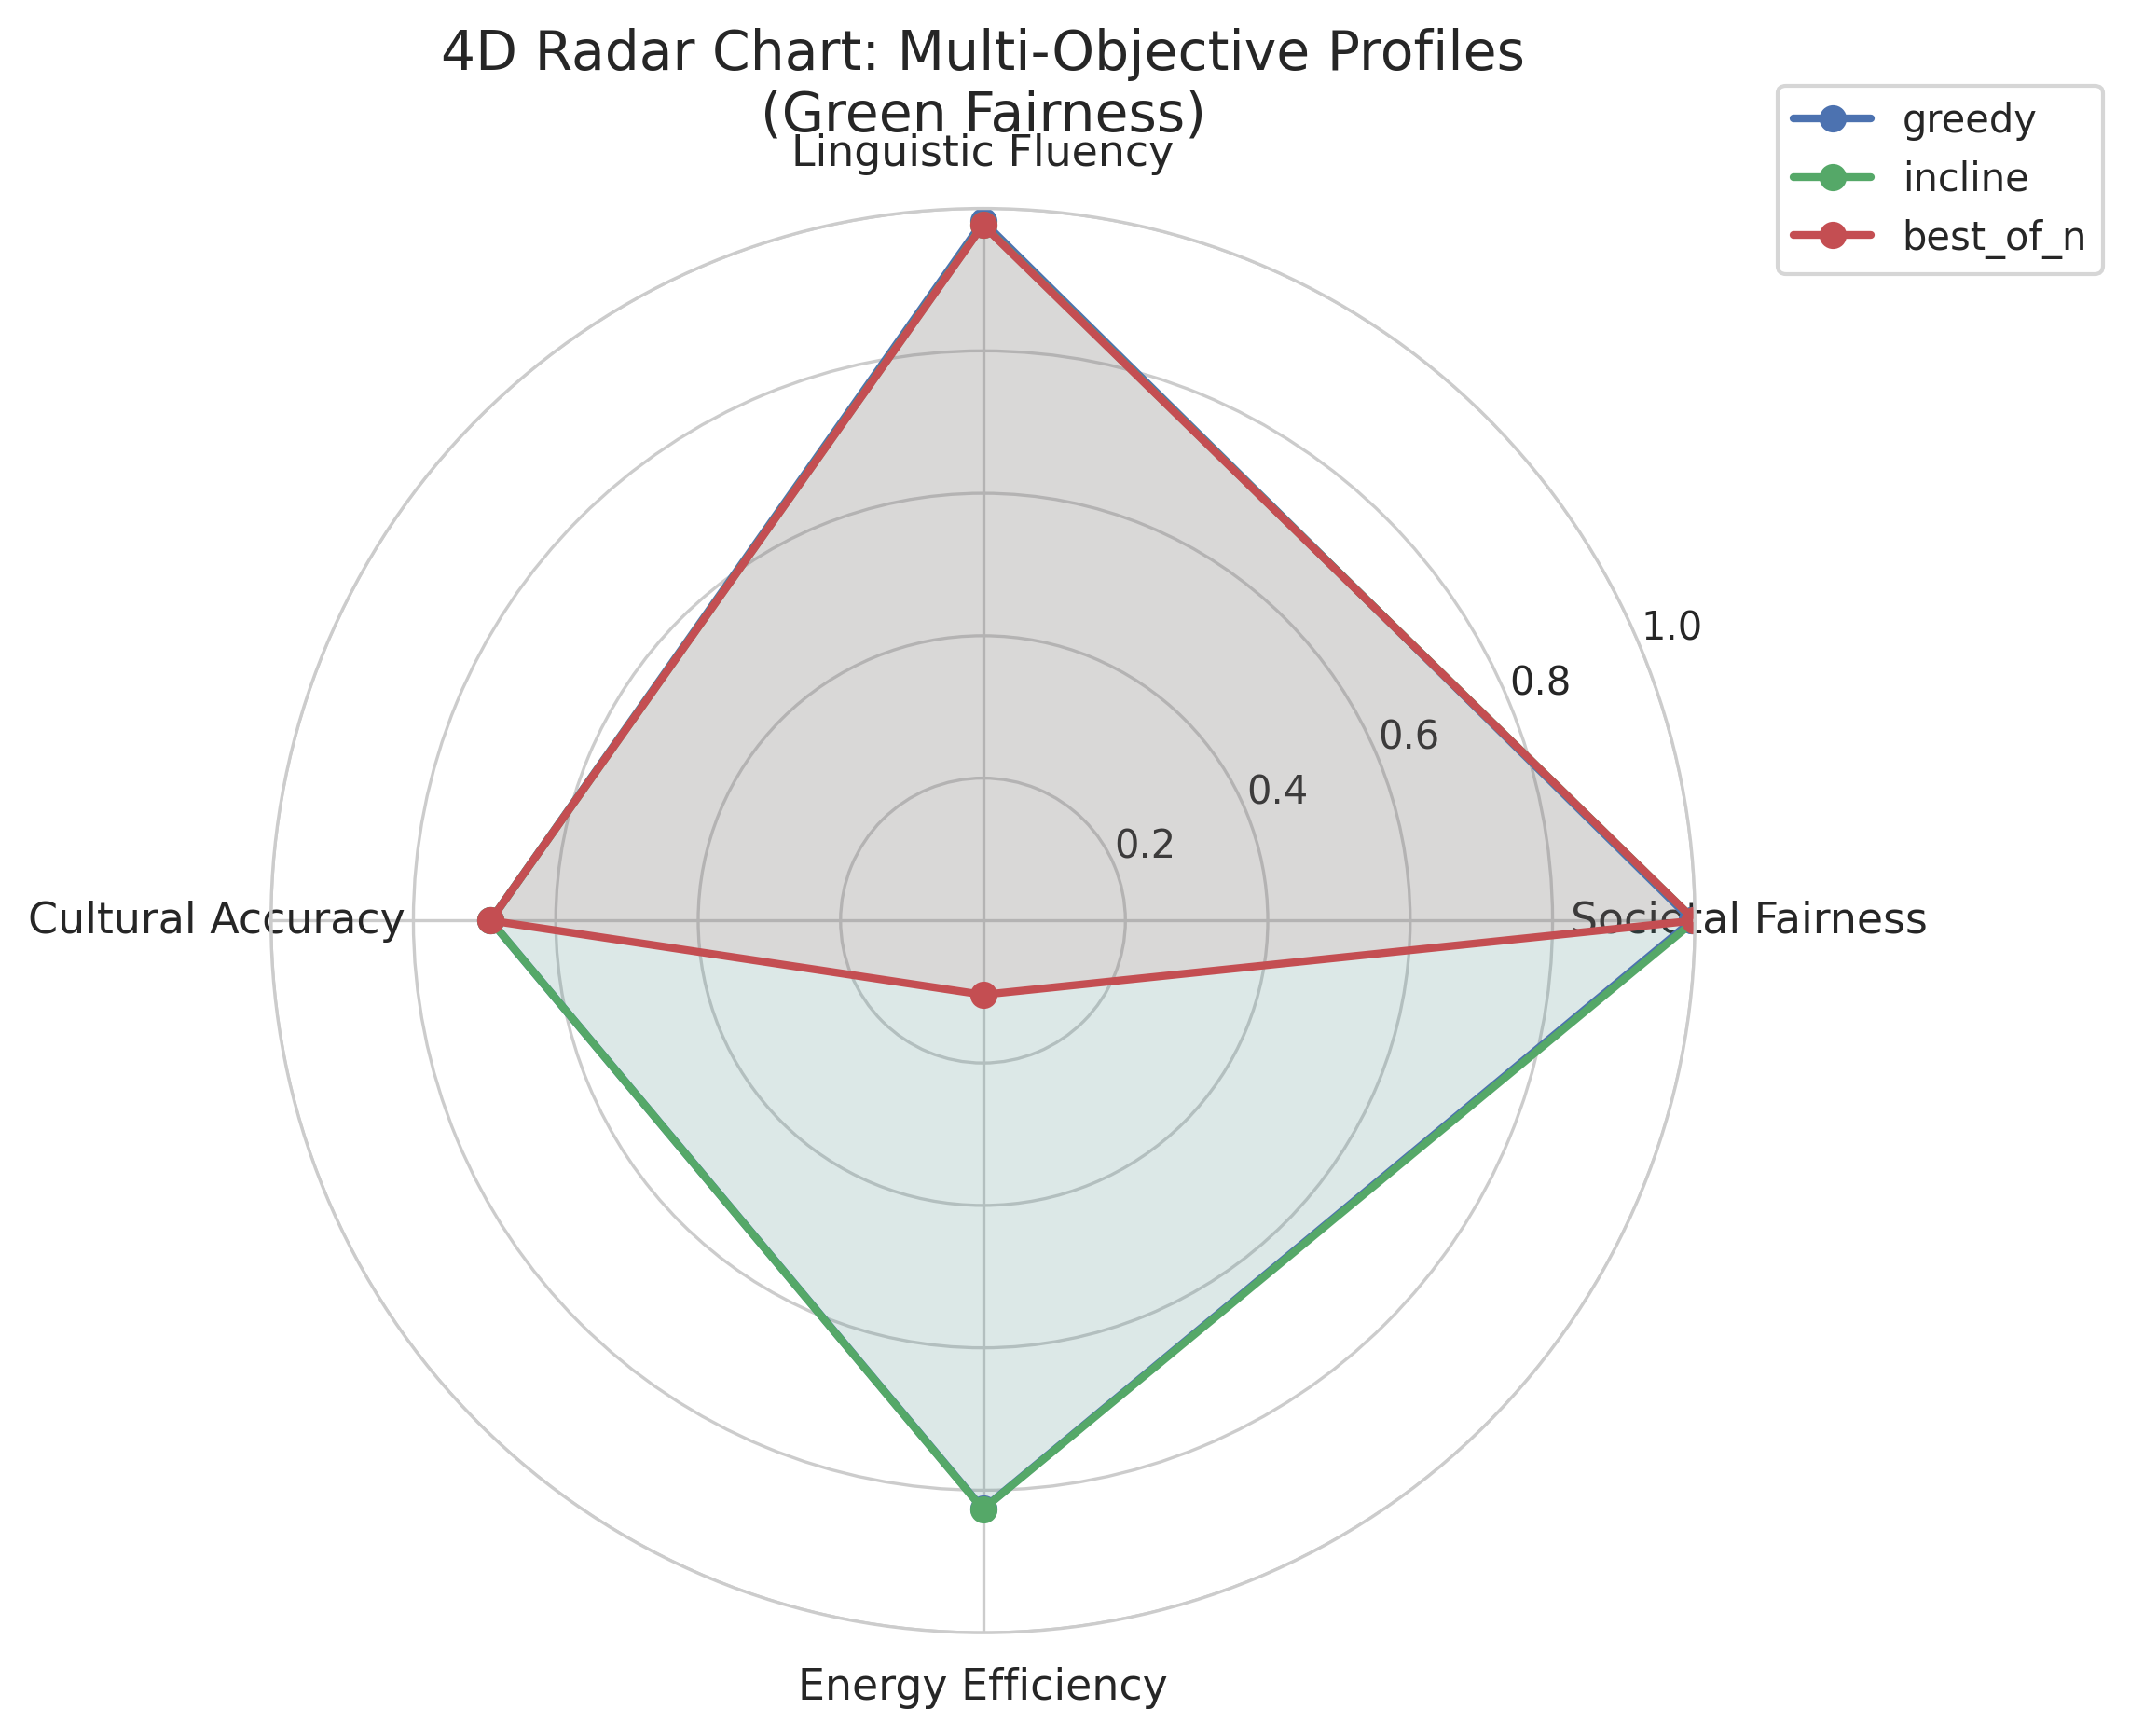 4D Radar Chart: Multi-Objective Profiles
(Green Fairness)
Linguistic Fluency
greedy
incline
best_of_n
1.0
0.8
0.6
0.4
0.2
Cultural Accuracy
Societal Fairness
Energy Efficiency